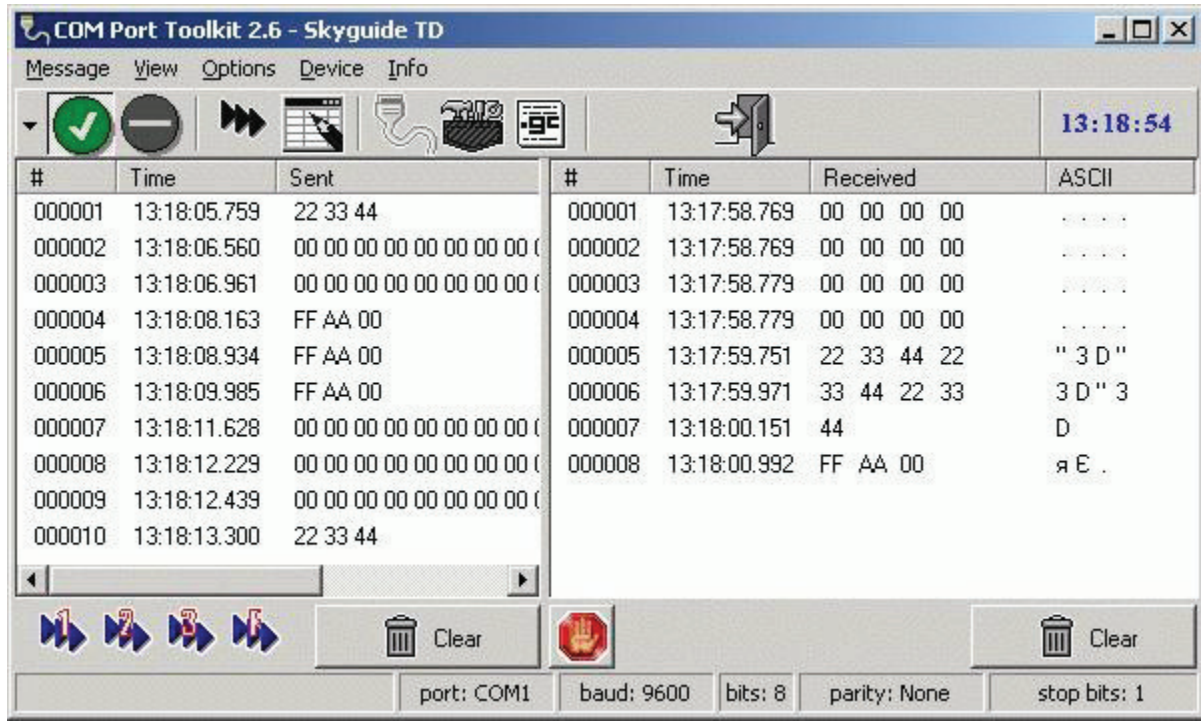 COM Port Toolkit 2.6 - Skyguide TD
Message View Options Device Info
.gc
13:18:54
# Time Sent
000001 13:18:05.759 22 33 44
000002 13:18:06.560 00 00 00 00 00 00 00 00
000003 13:18:06.961 00 00 00 00 00 00 00 00
000004 13:18:08.163 FF AA 00
000005 13:18:08.934 FF AA 00
000006 13:18:09.985 FF AA 00
000007 13:18:11.628 00 00 00 00 00 00 00 00
000008 13:18:12.229 00 00 00 00 00 00 00 00
000009 13:18:12.439 00 00 00 00 00 00 00 00
000010 13:18:13.300 22 33 44
# Time Received ASCII
000001 13:17:58.769 00 00 00 00 . . . .
000002 13:17:58.769 00 00 00 00 . . . .
000003 13:17:58.779 00 00 00 00 . . . .
000004 13:17:58.779 00 00 00 00 . . . .
000005 13:17:59.751 22 33 44 22 " 3 D "
000006 13:17:59.971 33 44 22 33 3 D " 3
000007 13:18:00.151 44 D
000008 13:18:00.992 FF AA 00 я Є .
1 2 3 F
Clear
Clear
port: COM1 baud: 9600 bits: 8 parity: None stop bits: 1